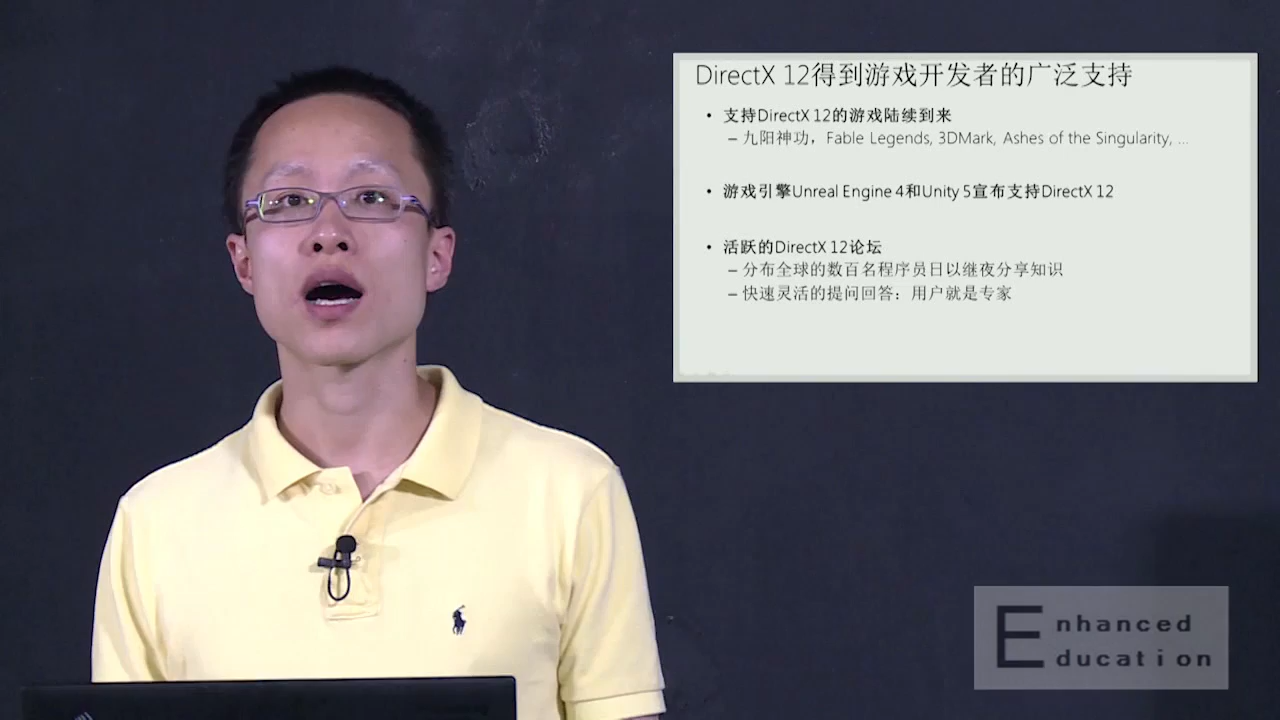 DirectX 12得到游戏开发者的广泛支持
• 支持DirectX 12的游戏陆续到来
– 九阳神功，Fable Legends, 3DMark, Ashes of the Singularity, ...
• 游戏引擎Unreal Engine 4和Unity 5宣布支持DirectX 12
• 活跃的DirectX 12论坛
– 分布全球的数百名程序员日以继夜分享知识
– 快速灵活的提问回答：用户就是专家
Enhanced
Education